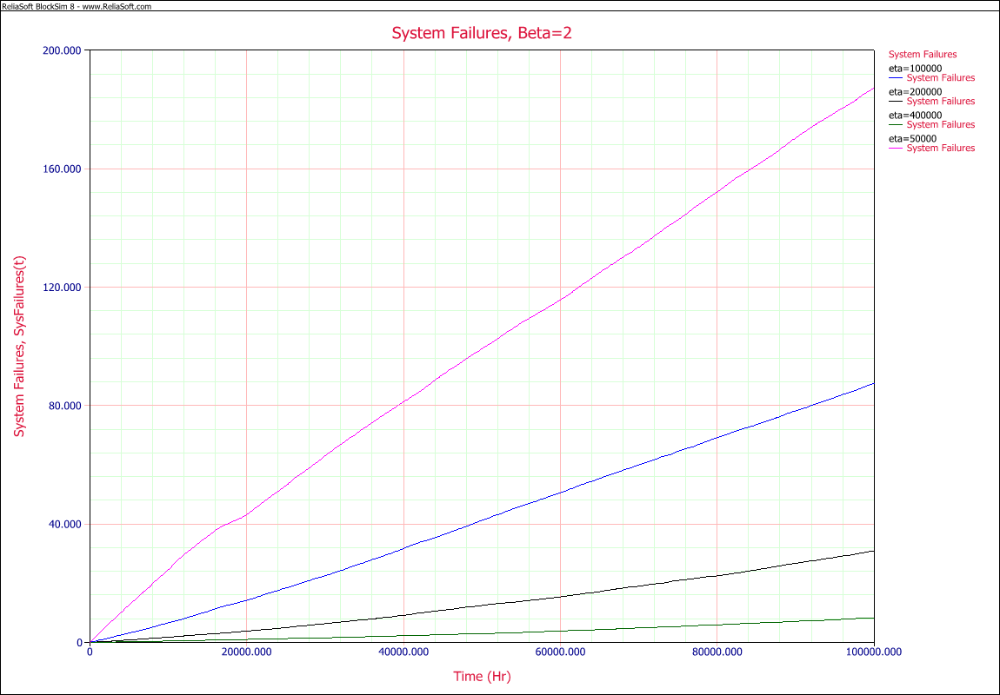 ReliaSoft BlockSim 8 - www.ReliaSoft.com
System Failures, Beta=2
200.000
160.000
120.000
80.000
40.000
0
System Failures, SysFailures(t)
0
20000.000
40000.000
60000.000
80000.000
100000.000
Time (Hr)
System Failures
eta=100000
System Failures
eta=200000
System Failures
eta=400000
System Failures
eta=50000
System Failures